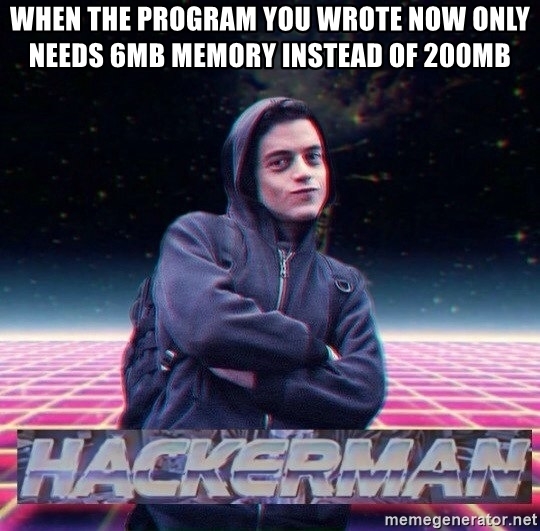 WHEN THE PROGRAM YOU WROTE NOW ONLY
NEEDS 6MB MEMORY INSTEAD OF 200MB
HACKERMAN
memegenerator.net